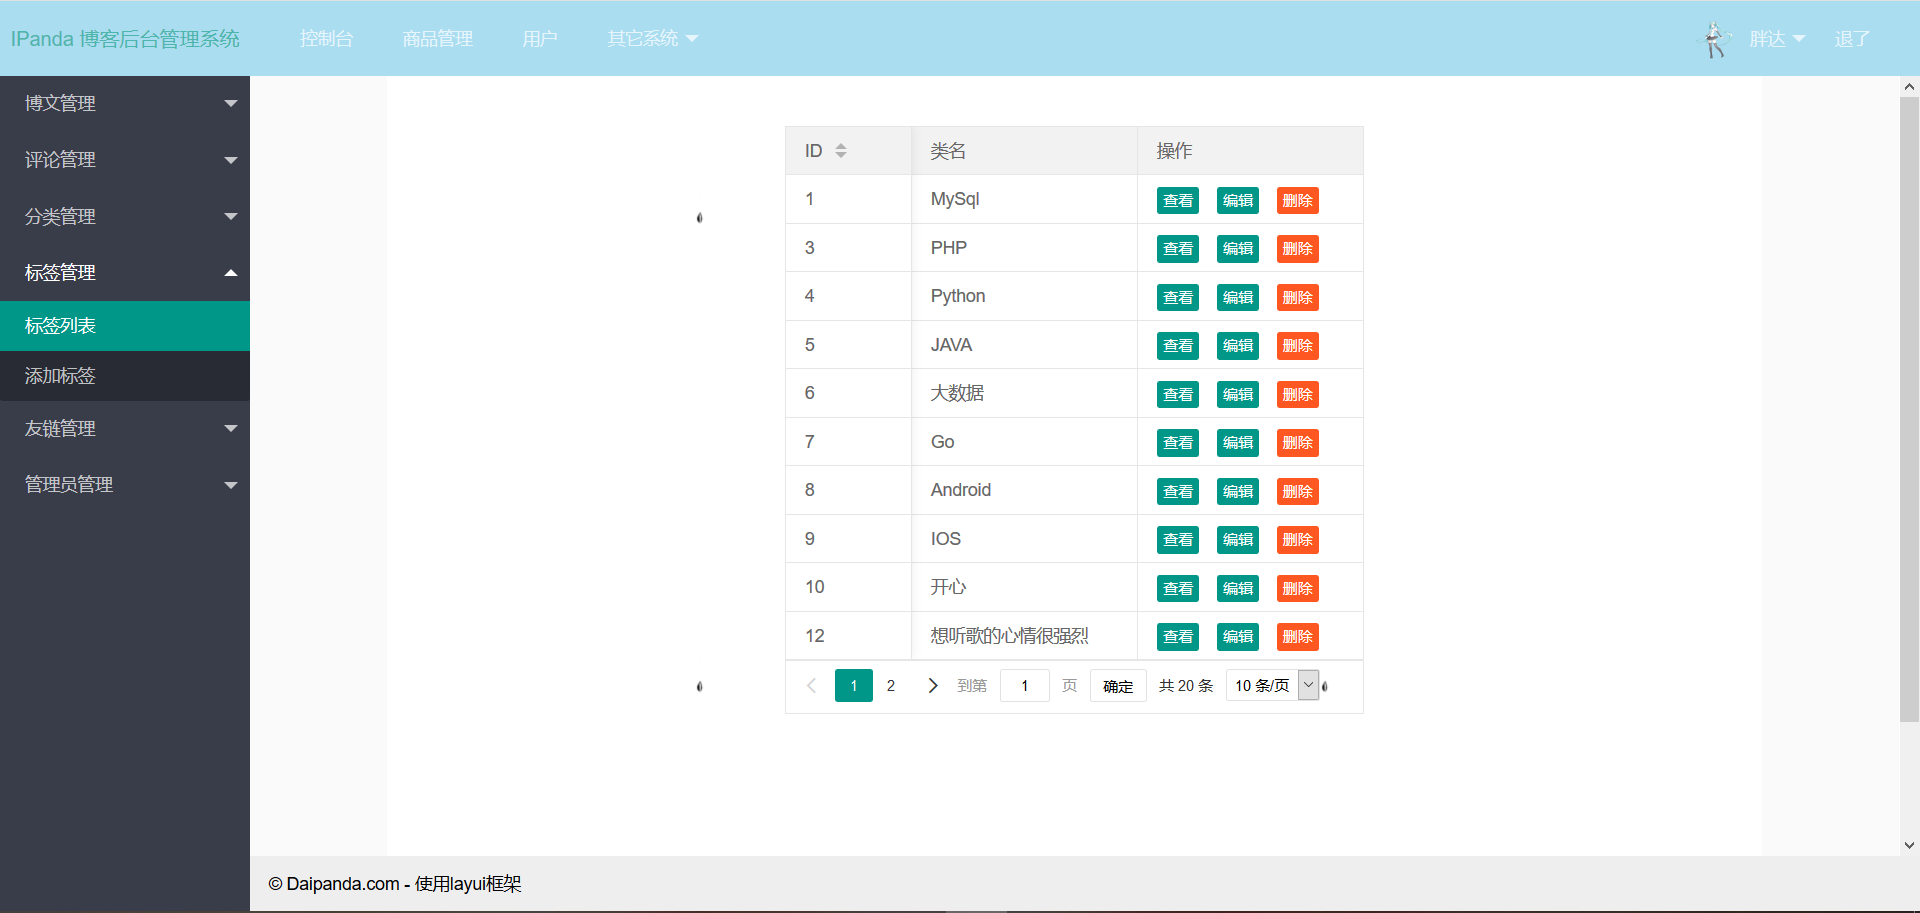 IPanda 博客后台管理系统 控制台 商品管理 用户 其它系统 胖达 退了
博文管理
评论管理
分类管理
标签管理
标签列表
添加标签
友链管理
管理员管理
ID 类名 操作
1 MySql 查看 编辑 删除
3 PHP 查看 编辑 删除
4 Python 查看 编辑 删除
5 JAVA 查看 编辑 删除
6 大数据 查看 编辑 删除
7 Go 查看 编辑 删除
8 Android 查看 编辑 删除
9 IOS 查看 编辑 删除
10 开心 查看 编辑 删除
12 想听歌的心情很强烈 查看 编辑 删除
1 2 到第 1 页 确定 共 20 条 10 条/页
© Daipanda.com - 使用layui框架